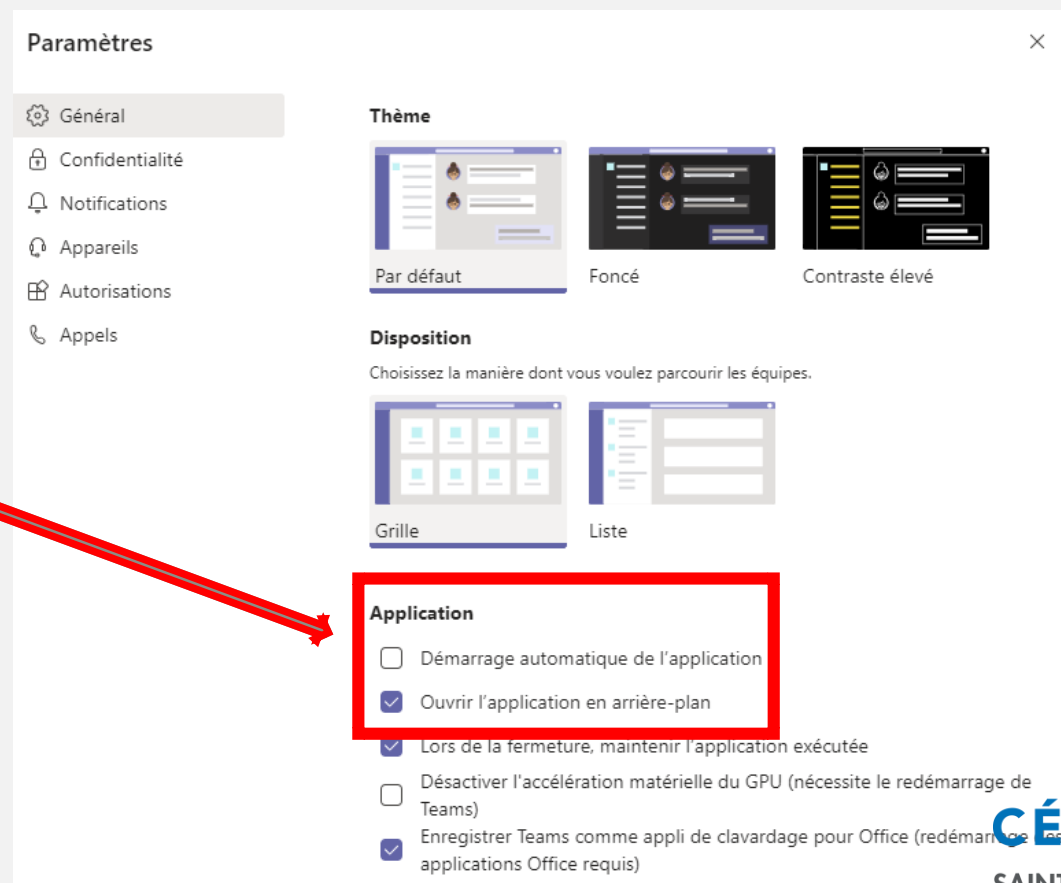 Paramètres
Général
Confidentialité
Notifications
Appareils
Autorisations
Appels
Thème
Par défaut
Foncé
Contraste élevé
Disposition
Choisissez la manière dont vous voulez parcourir les équipes.
Grille
Liste
Application
Démarrage automatique de l'application
Ouvrir l'application en arrière-plan
Lors de la fermeture, maintenir l'application exécutée
Désactiver l'accélération matérielle du GPU (nécessite le redémarrage de
Teams)
Enregistrer Teams comme appli de clavardage pour Office (redémarrage des
applications Office requis)
CÉ
SAINT